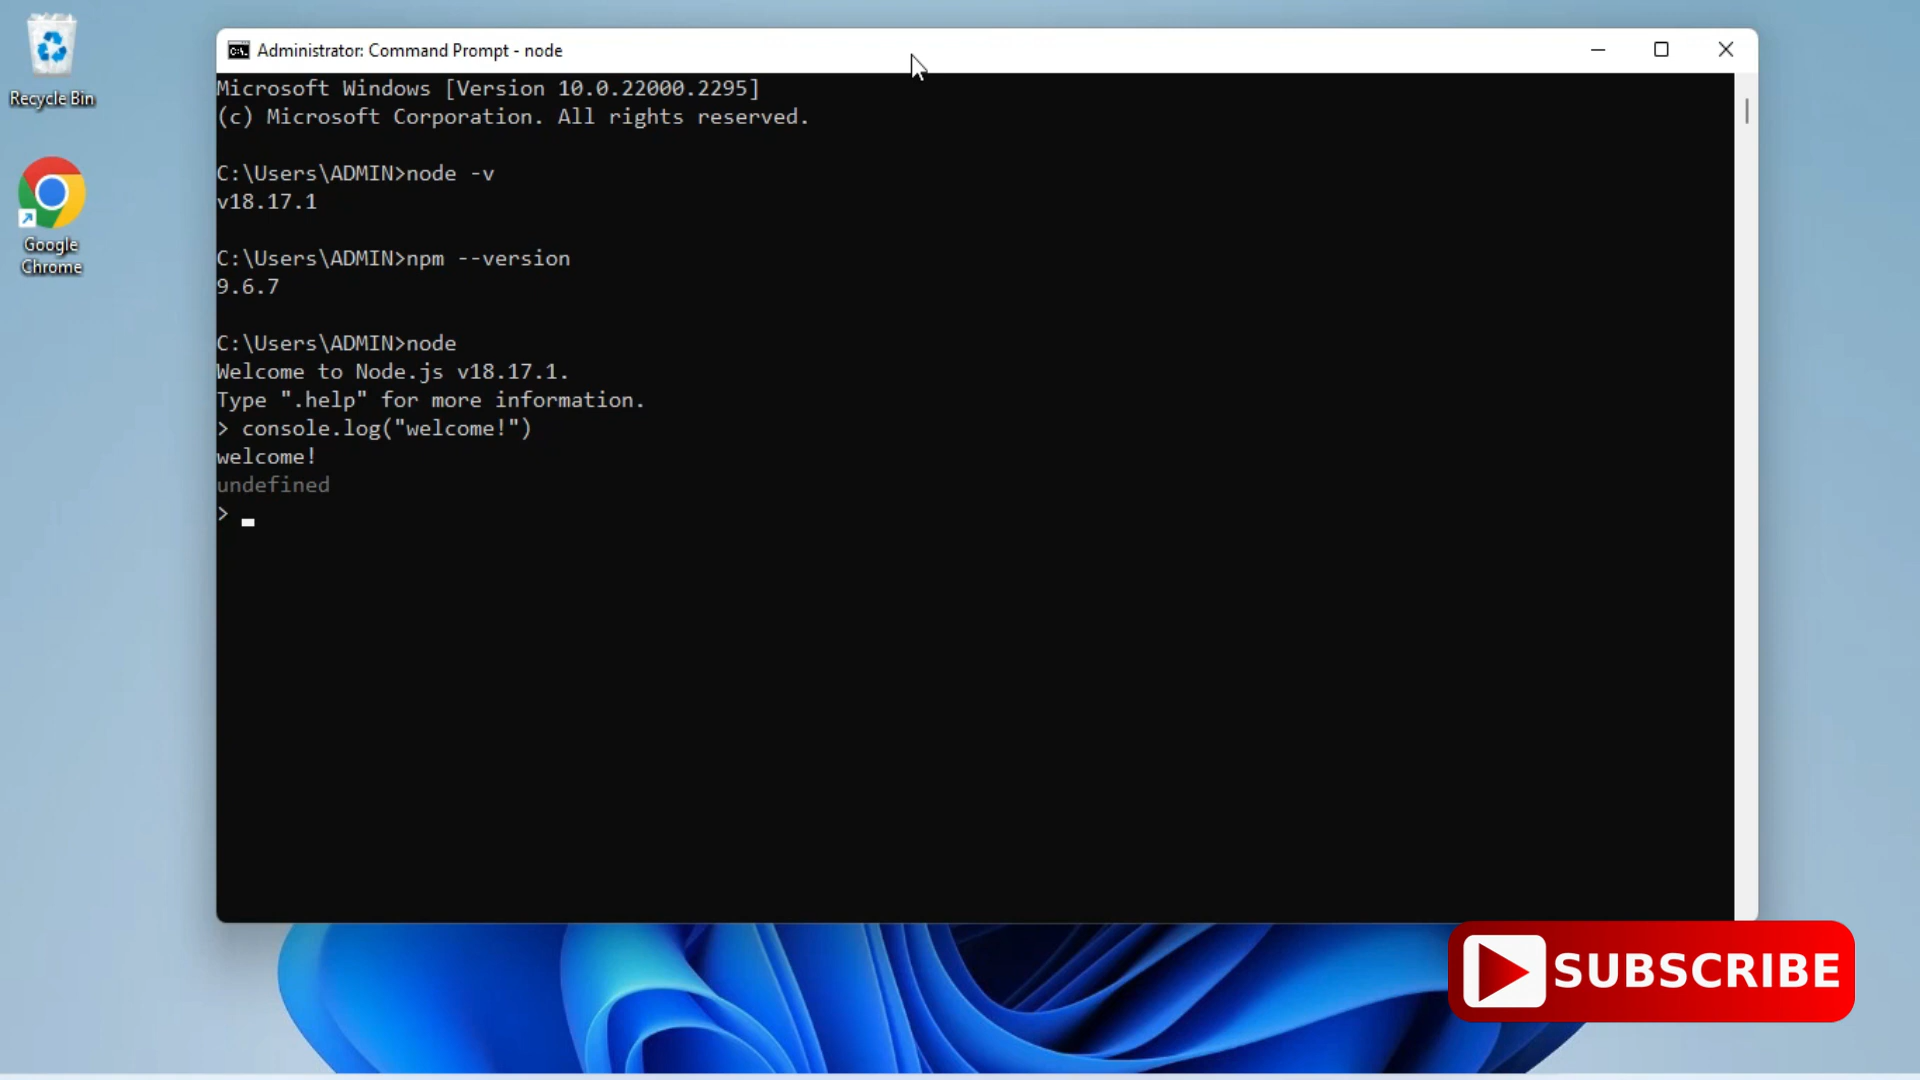 Recycle Bin
Google
Chrome
Administrator: Command Prompt - node
Microsoft Windows [Version 10.0.22000.2295]
(c) Microsoft Corporation. All rights reserved.
C:\Users\ADMIN>node -v
v18.17.1
C:\Users\ADMIN>npm --version
9.6.7
C:\Users\ADMIN>node
Welcome to Node.js v18.17.1.
Type ".help" for more information.
> console.log("welcome!")
welcome!
undefined
>
SUBSCRIBE